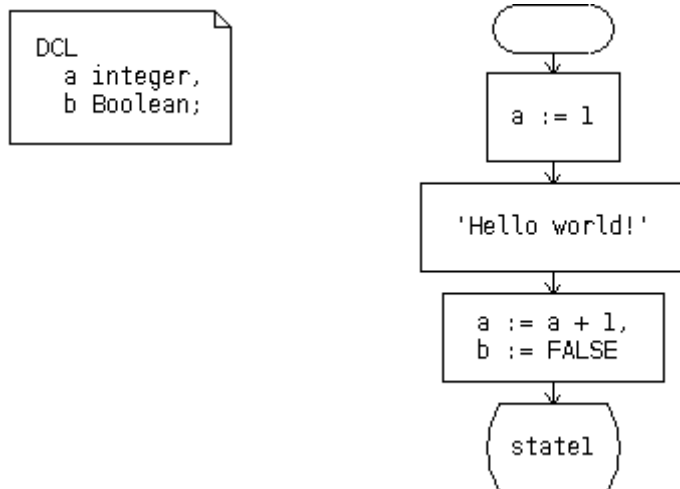 DCL
a integer,
b Boolean;
a := 1
'Hello world!'
a := a + 1,
b := FALSE
state1